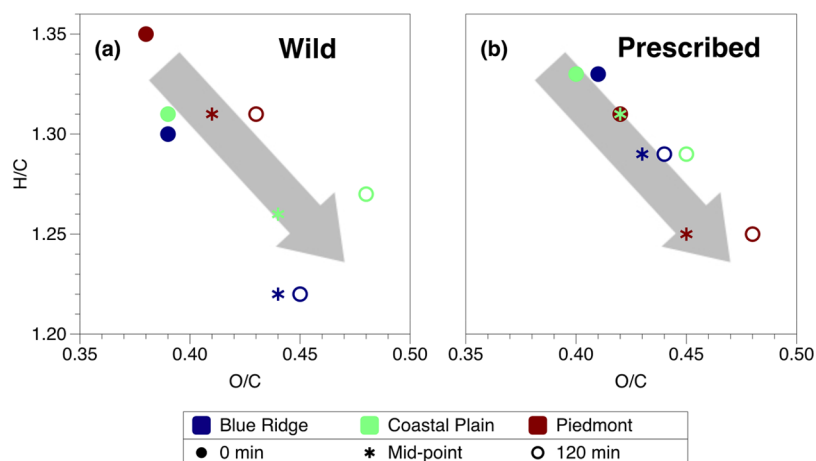 (a) Wild
(b) Prescribed
H/C
1.35
1.30
1.25
1.20
0.35 0.40 0.45 0.50
0.35 0.40 0.45 0.50
O/C
O/C
Blue Ridge Coastal Plain Piedmont
0 min Mid-point 120 min